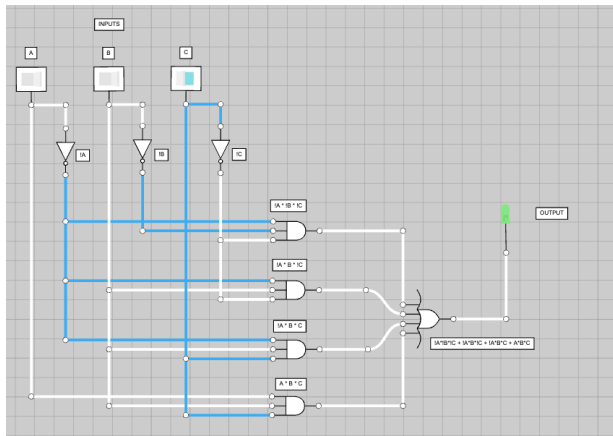 INPUTS
A
B
C
!A
!B
!C
!A * !B * !C
!A * B * !C
!A * B * C
A * B * C
OUTPUT
!A*!B*!C + !A*B*!C + !A*B*C + A*B*C